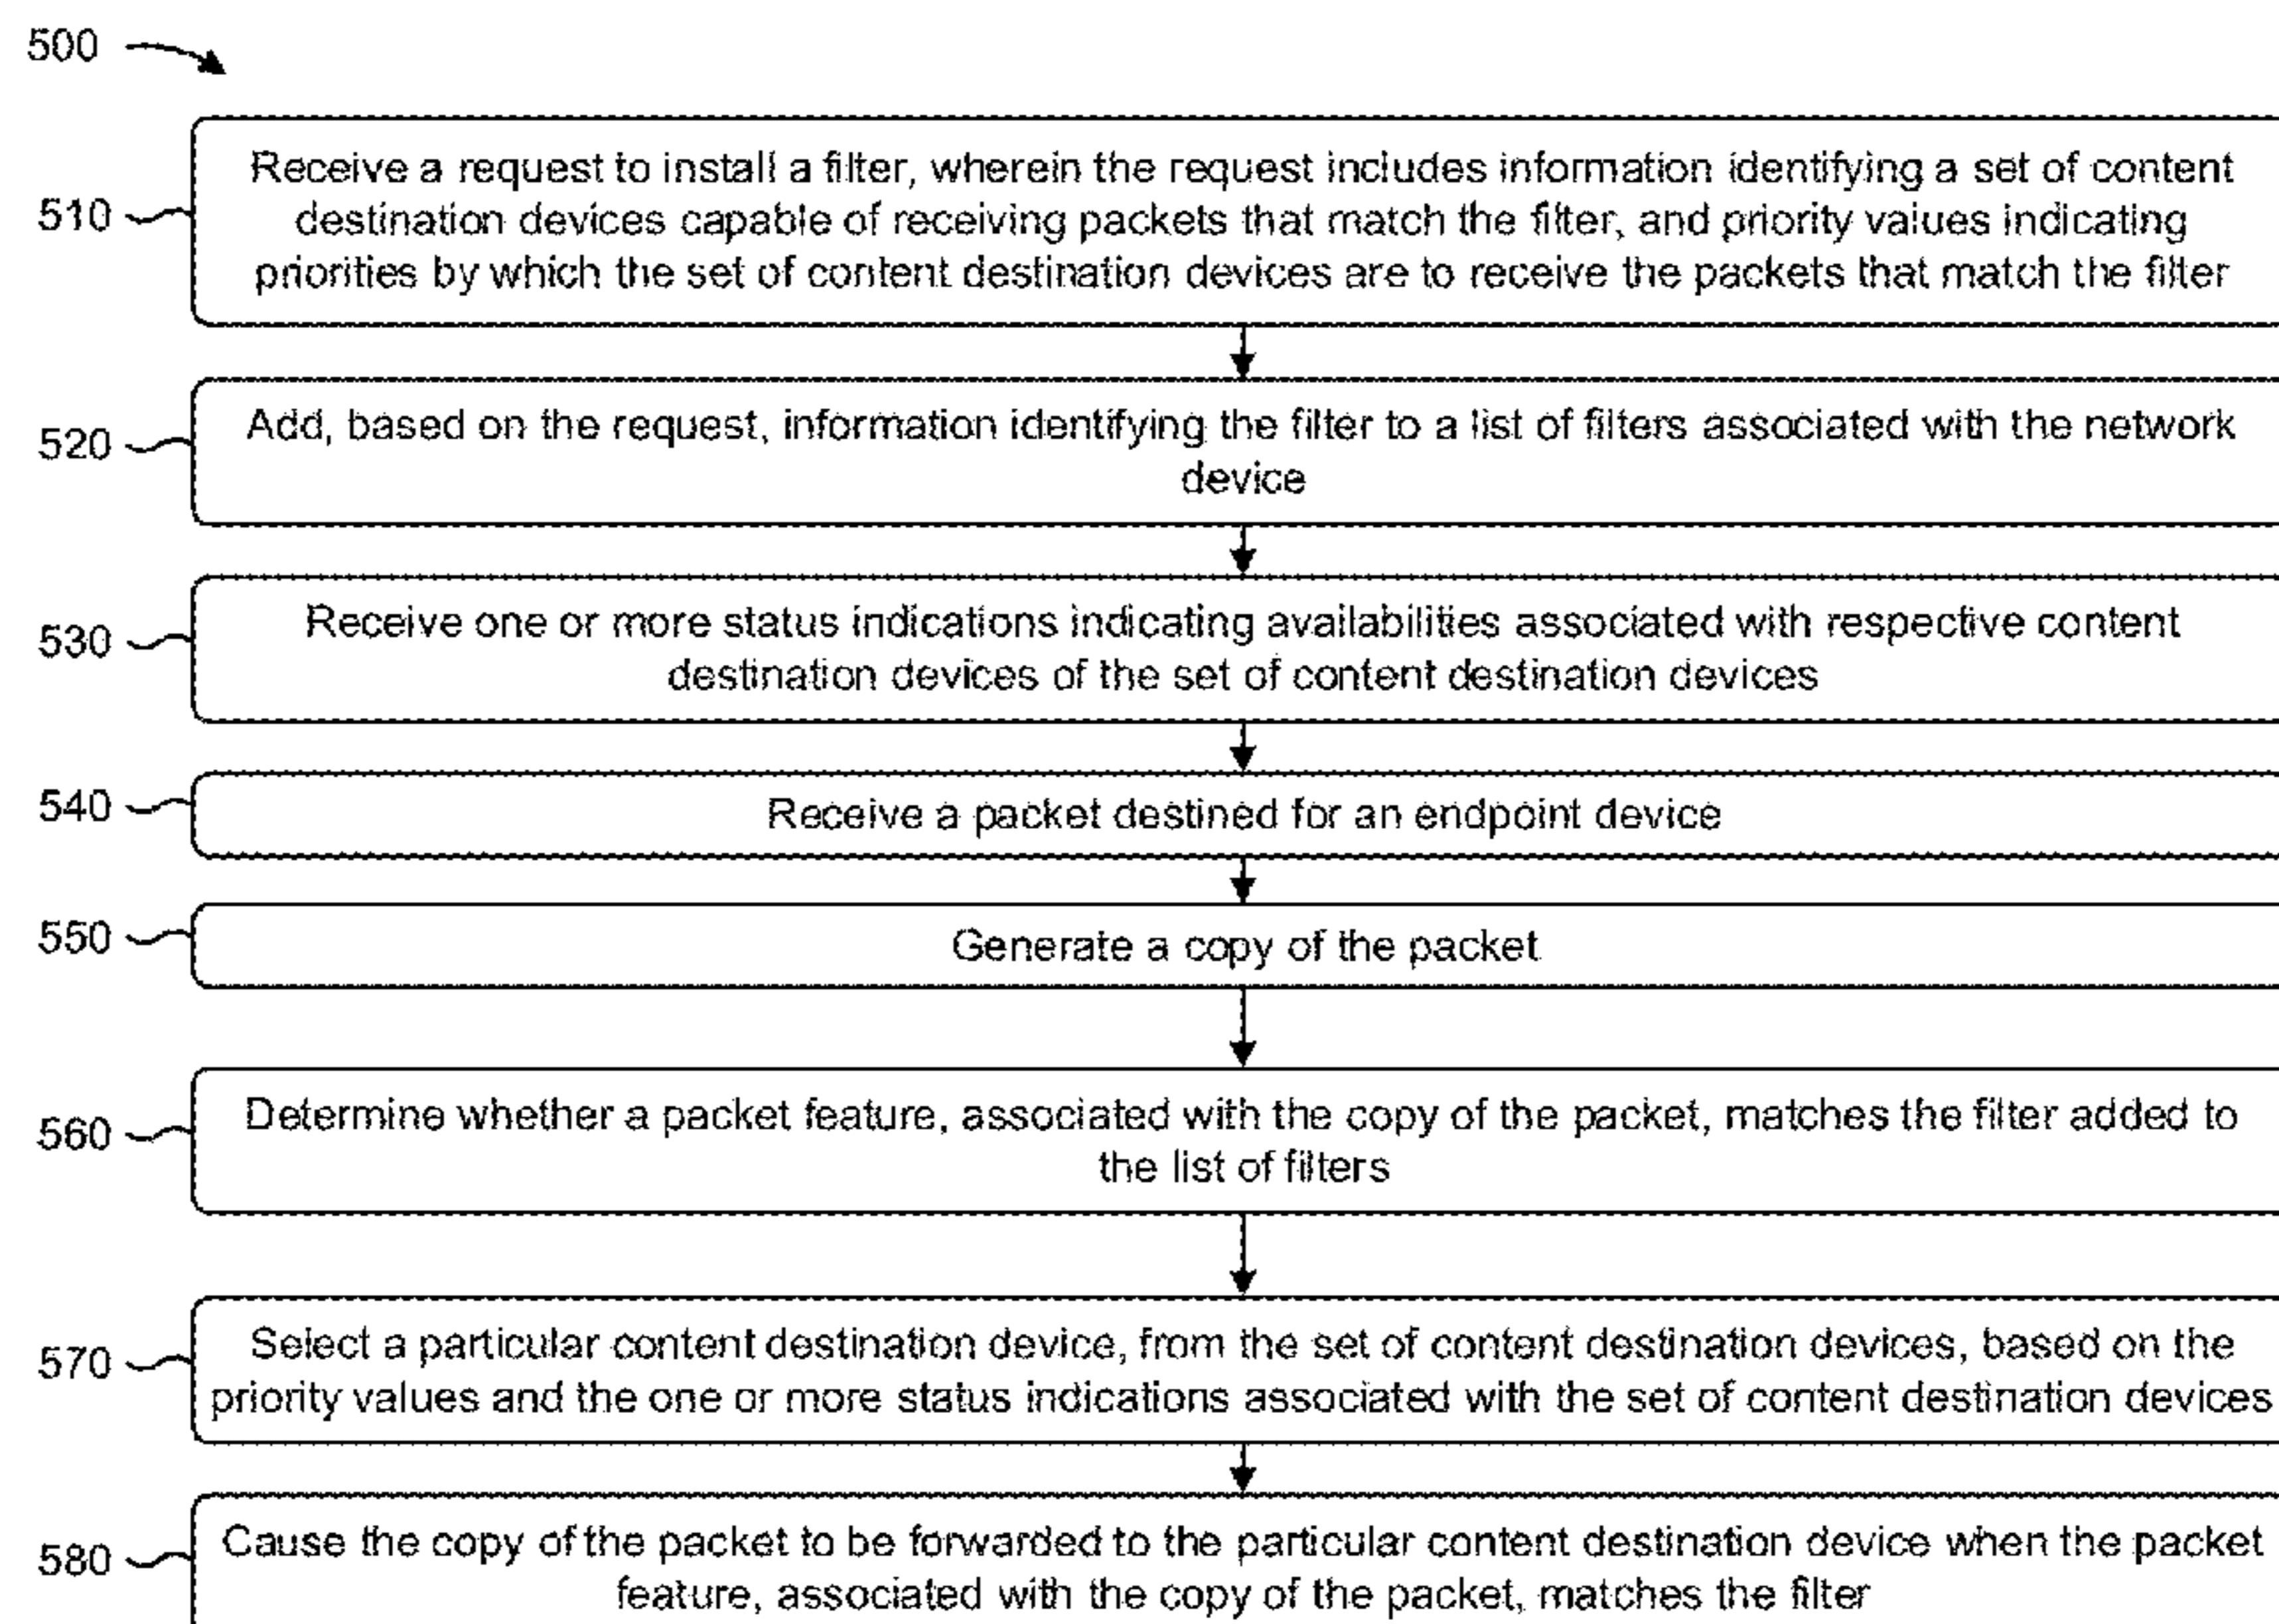 500
510
Receive a request to install a filter, wherein the request includes information identifying a set of content
destination devices capable of receiving packets that match the filter, and priority values indicating
priorities by which the set of content destination devices are to receive the packets that match the filter
520
Add, based on the request, information identifying the filter to a list of filters associated with the network
device
530
Receive one or more status indications indicating availabilities associated with respective content
destination devices of the set of content destination devices
540
Receive a packet destined for an endpoint device
550
Generate a copy of the packet
560
Determine whether a packet feature, associated with the copy of the packet, matches the filter added to
the list of filters
570
Select a particular content destination device, from the set of content destination devices, based on the
priority values and the one or more status indications associated with the set of content destination devices
580
Cause the copy of the packet to be forwarded to the particular content destination device when the packet
feature, associated with the copy of the packet, matches the filter